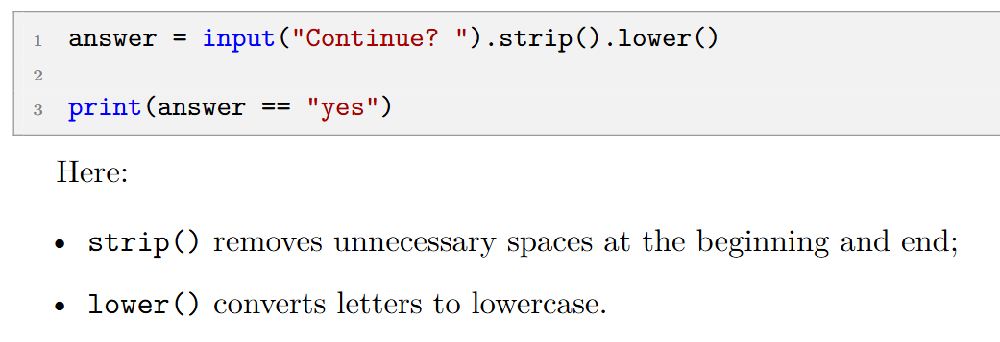 1 answer = input("Continue? ").strip().lower()
2
3 print(answer == "yes")
Here:
• strip() removes unnecessary spaces at the beginning and end;
• lower() converts letters to lowercase.